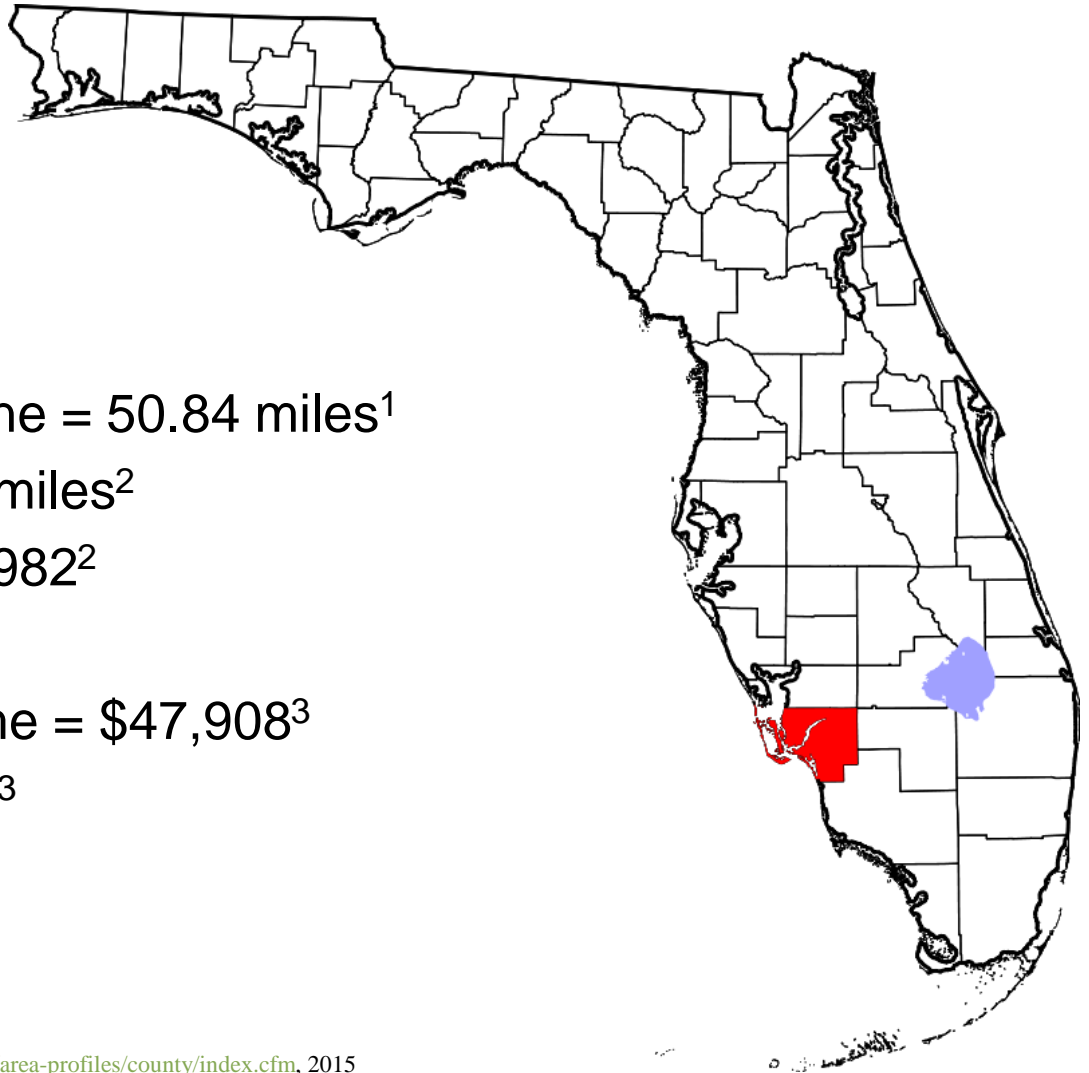 ne = 50.84 miles¹
miles²
982²
ne = $47,908³
3
area-profiles/county/index.cfm, 2015